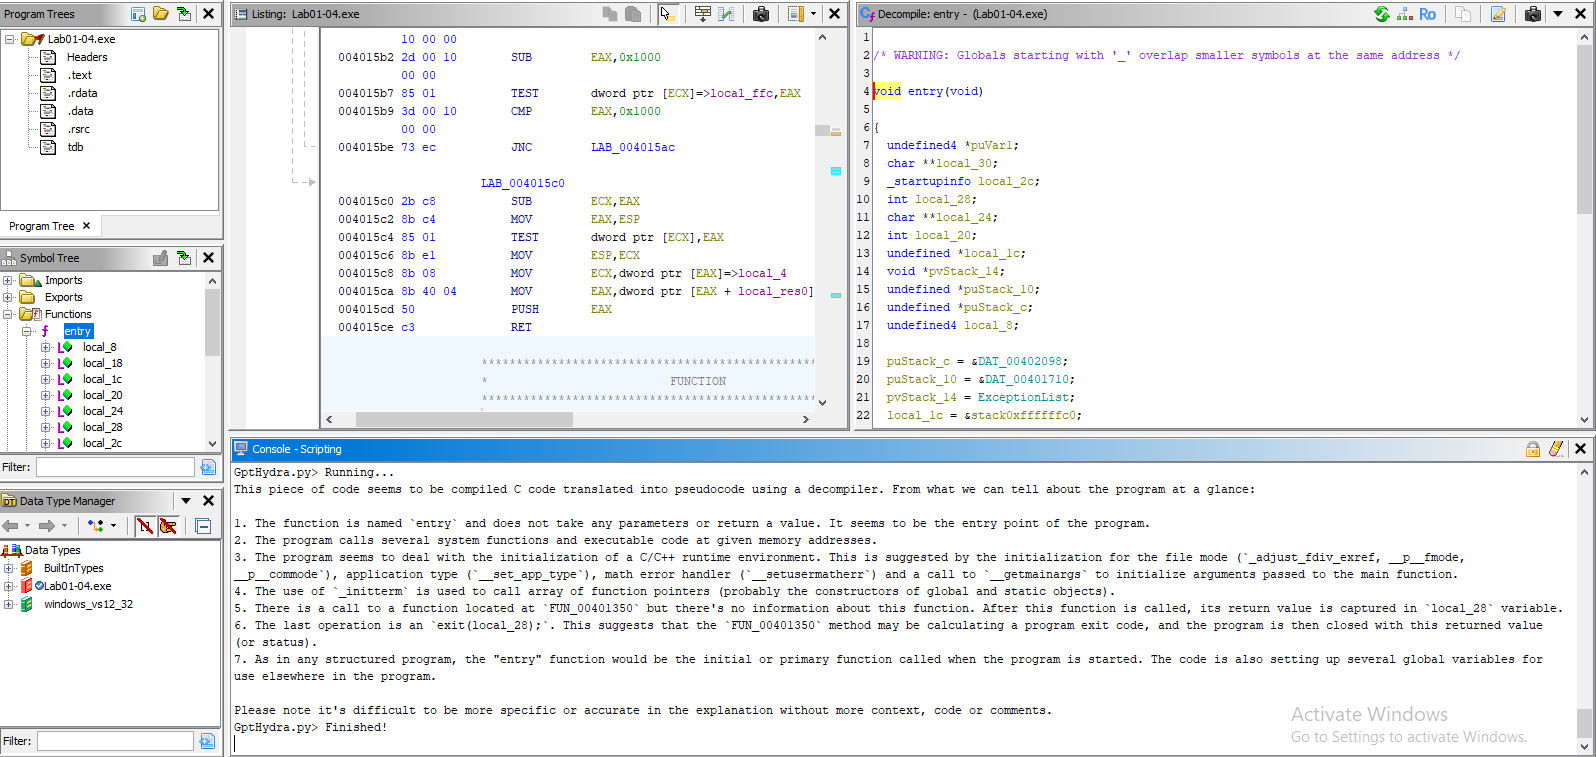 Program Trees
Lab01-04.exe
Headers
.text
.rdata
.data
.rsrc
tdb
Program Tree
Symbol Tree
Imports
Exports
Functions
entry
local_8
local_18
local_1c
local_20
local_24
local_28
local_2c
Filter:
Data Type Manager
Data Types
BuiltInTypes
Lab01-04.exe
windows_vs12_32
Filter:
Listing: Lab01-04.exe
10 00 00
004015b2 2d 00 10 SUB EAX,0x1000
00 00
004015b7 85 01 TEST dword ptr [ECX]=>local_ffc,EAX
004015b9 3d 00 10 CMP EAX,0x1000
00 00
004015be 73 ec JNC LAB_004015ac
LAB_004015c0
004015c0 2b c8 SUB ECX,EAX
004015c2 8b c4 MOV EAX,ESP
004015c4 85 01 TEST dword ptr [ECX],EAX
004015c6 8b e1 MOV ESP,ECX
004015c8 8b 08 MOV ECX,dword ptr [EAX]=>local_4
004015ca 8b 40 04 MOV EAX,dword ptr [EAX + local_res0]
004015cd 50 PUSH EAX
004015ce c3 RET
* FUNCTION
Decompile: entry - (Lab01-04.exe)
1
2 /* WARNING: Globals starting with '_' overlap smaller symbols at the same address */
3
4 void entry(void)
5
6 {
7 undefined4 *puVar1;
8 char **local_30;
9 _startupinfo local_2c;
10 int local_28;
11 char **local_24;
12 int local_20;
13 undefined *local_1c;
14 void *pvStack_14;
15 undefined *puStack_10;
16 undefined *puStack_c;
17 undefined4 local_8;
18
19 puStack_c = &DAT_00402098;
20 puStack_10 = &DAT_00401710;
21 pvStack_14 = ExceptionList;
22 local_1c = &stack0xffffffc0;
Console - Scripting
GptHydra.py> Running...
This piece of code seems to be compiled C code translated into pseudocode using a decompiler. From what we can tell about the program at a glance:
1. The function is named `entry` and does not take any parameters or return a value. It seems to be the entry point of the program.
2. The program calls several system functions and executable code at given memory addresses.
3. The program seems to deal with the initialization of a C/C++ runtime environment. This is suggested by the initialization for the file mode (`_adjust_fdiv_exref, __p__fmode,
__p__commode`), application type (`__set_app_type`), math error handler (`__setusermatherr`) and a call to `__getmainargs` to initialize arguments passed to the main function.
4. The use of `_initterm` is used to call array of function pointers (probably the constructors of global and static objects).
5. There is a call to a function located at `FUN_00401350` but there's no information about this function. After this function is called, its return value is captured in `local_28` variable.
6. The last operation is an `exit(local_28);`. This suggests that the `FUN_00401350` method may be calculating a program exit code, and the program is then closed with this returned value
(or status).
7. As in any structured program, the "entry" function would be the initial or primary function called when the program is started. The code is also setting up several global variables for
use elsewhere in the program.
Please note it's difficult to be more specific or accurate in the explanation without more context, code or comments.
GptHydra.py> Finished!
Activate Windows
Go to Settings to activate Windows.